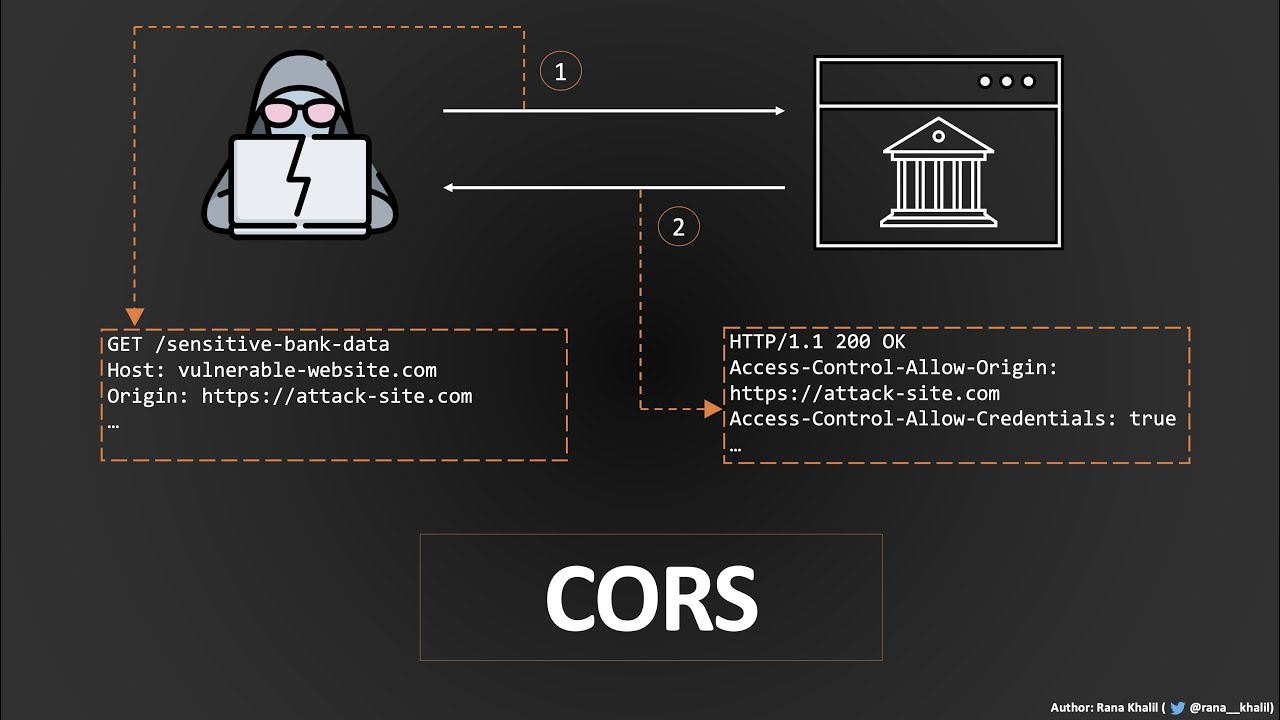 1
2
GET /sensitive-bank-data
Host: vulnerable-website.com
Origin: https://attack-site.com
…
HTTP/1.1 200 OK
Access-Control-Allow-Origin:
https://attack-site.com
Access-Control-Allow-Credentials: true
…
CORS
Author: Rana Khalil ( @rana__khalil)